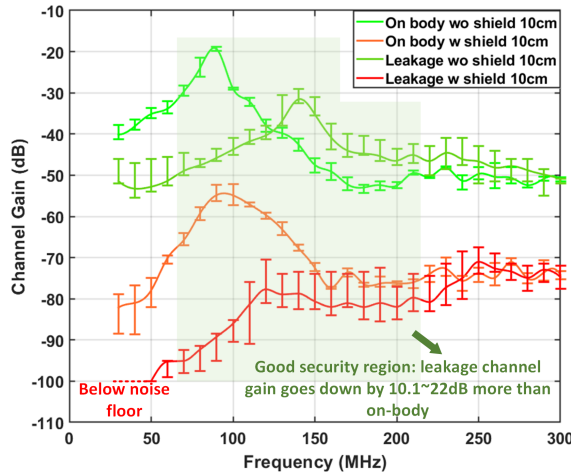 -10
On body wo shield 10cm
On body w shield 10cm
Leakage wo shield 10cm
Leakage w shield 10cm
-20
-30
-40
-50
-60
-70
-80
-90
-100
-110
Channel Gain (dB)
Below noise
floor
Good security region: leakage channel
gain goes down by 10.1~22dB more than
on-body
0
50
100
150
200
250
300
Frequency (MHz)